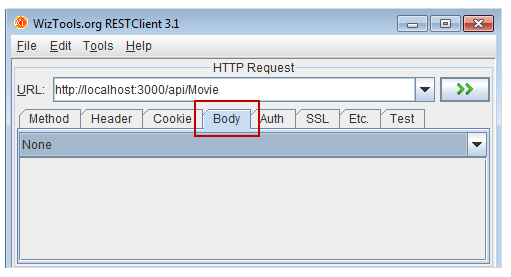 WizTools.org RESTClient 3.1
File Edit Tools Help
HTTP Request
URL: http://localhost:3000/api/Movie
Method Header Cookie Body Auth SSL Etc. Test
None